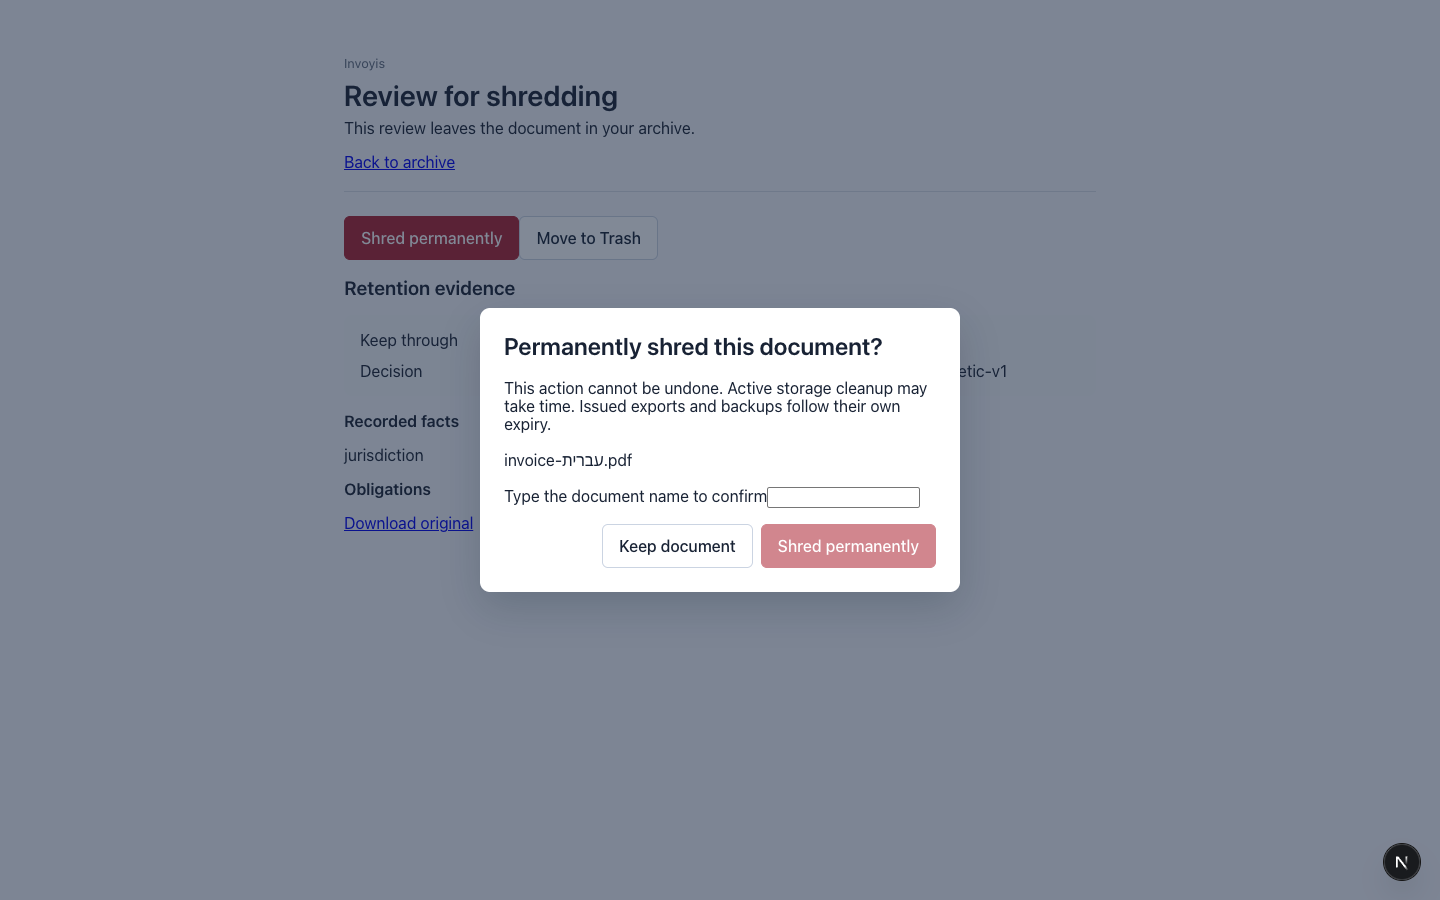 Invoyis
Review for shredding
This review leaves the document in your archive.
Back to archive
Shred permanently
Move to Trash
Retention evidence
Keep through
Decision
etic-v1
Recorded facts
jurisdiction
Obligations
Download original
Permanently shred this document?
This action cannot be undone. Active storage cleanup may
take time. Issued exports and backups follow their own
expiry.
invoice-עברית.pdf
Type the document name to confirm
Keep document
Shred permanently
N